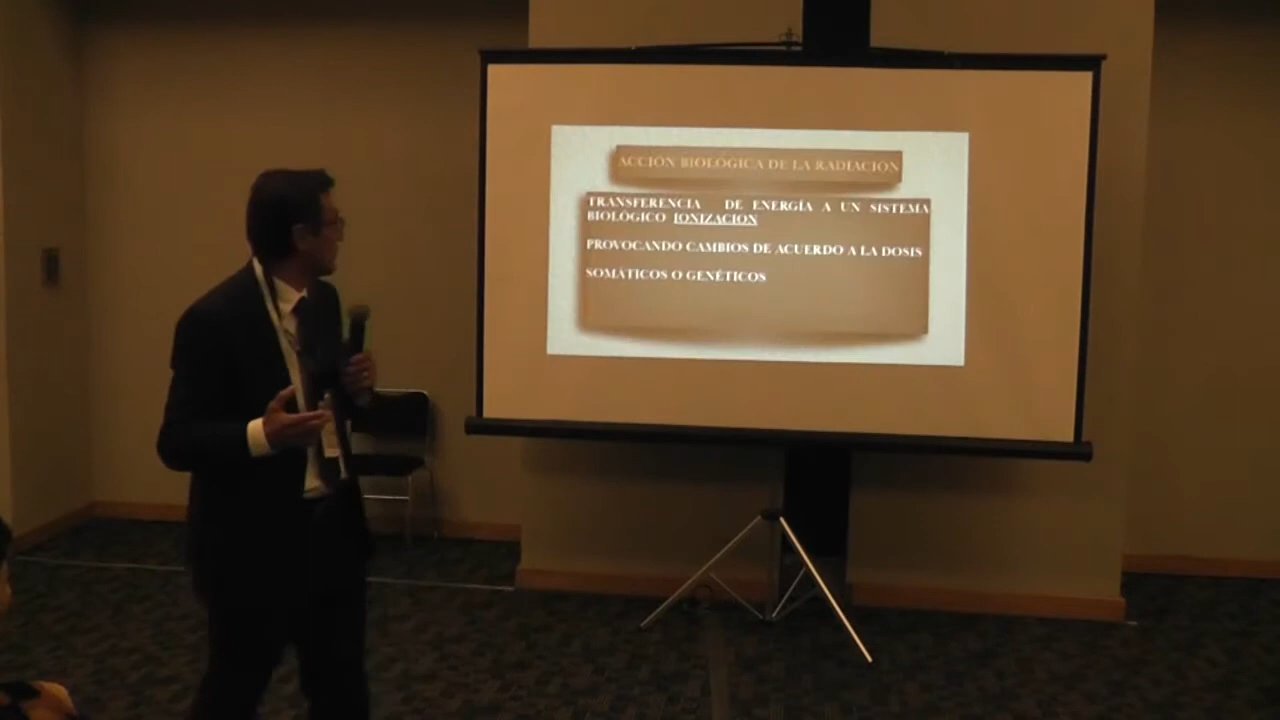 ACCIÓN BIOLÓGICA DE LA RADIACIÓN
TRANSFERENCIA DE ENERGÍA A UN SISTEMA
BIOLÓGICO IONIZACION
PROVOCANDO CAMBIOS DE ACUERDO A LA DOSIS
SOMÁTICOS O GENÉTICOS